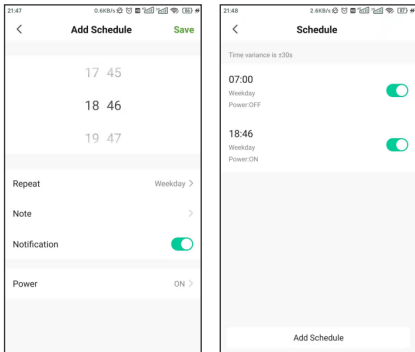 21:47
0.6KB/s
86
Add Schedule
Save
17 45
18 46
19 47
Repeat
Weekday
Note
Notification
Power
ON
21:48
2.6KB/s
87
Schedule
Time variance is ±30s
07:00
Weekday
Power:OFF
18:46
Weekday
Power:ON
Add Schedule